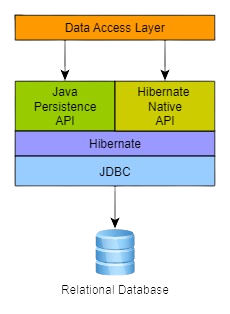 Data Access Layer
Java
Persistence
API
Hibernate
Native
API
Hibernate
JDBC
Relational Database